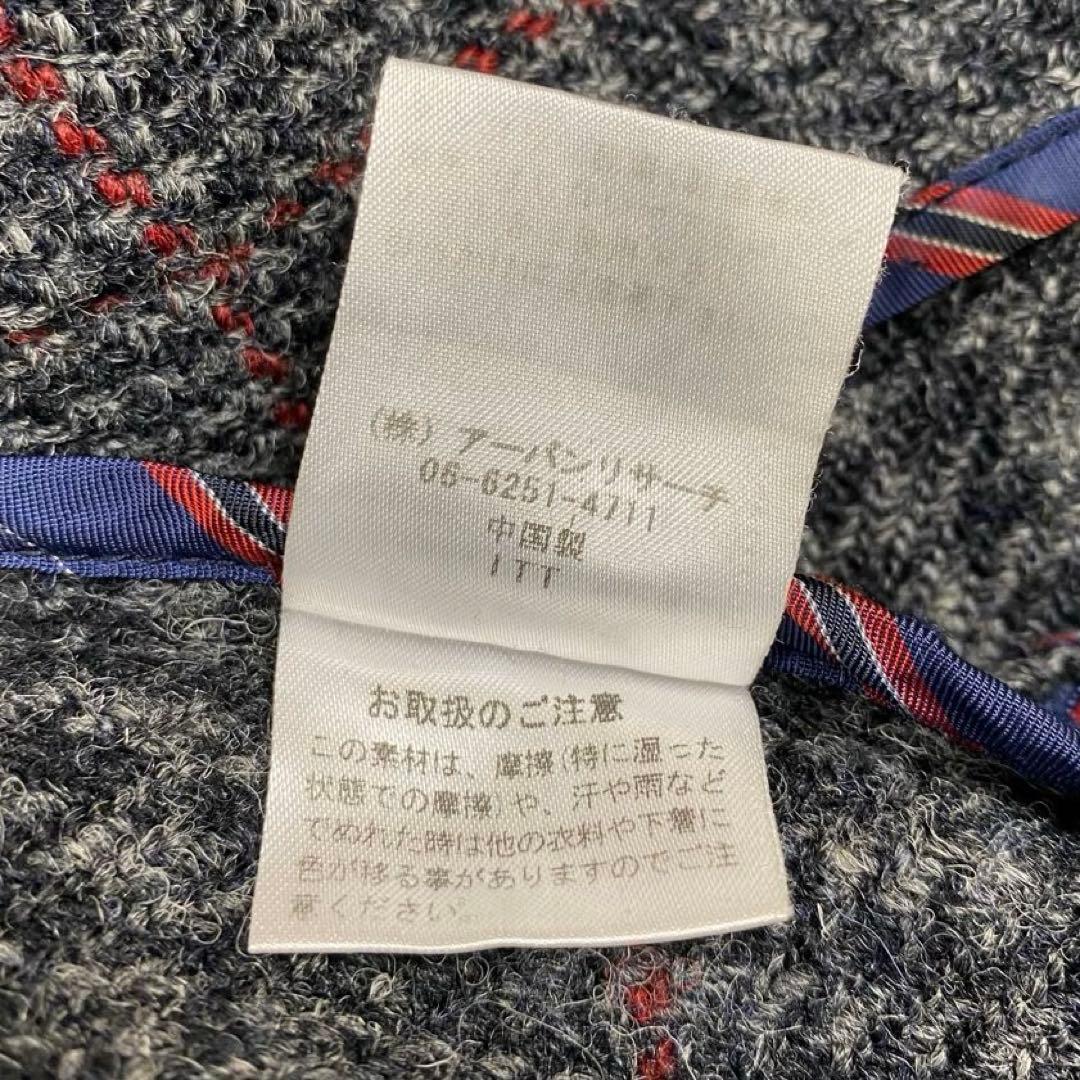 (株) アーバンリサーチ
06-6251-4711
中国製
ITT
お取扱のご注意
この素材は、摩擦(特に湿った
状態での摩擦)や、汗や雨など
でぬれた時は他の衣料や下着に
色が移る事がありますのでご注
意ください。